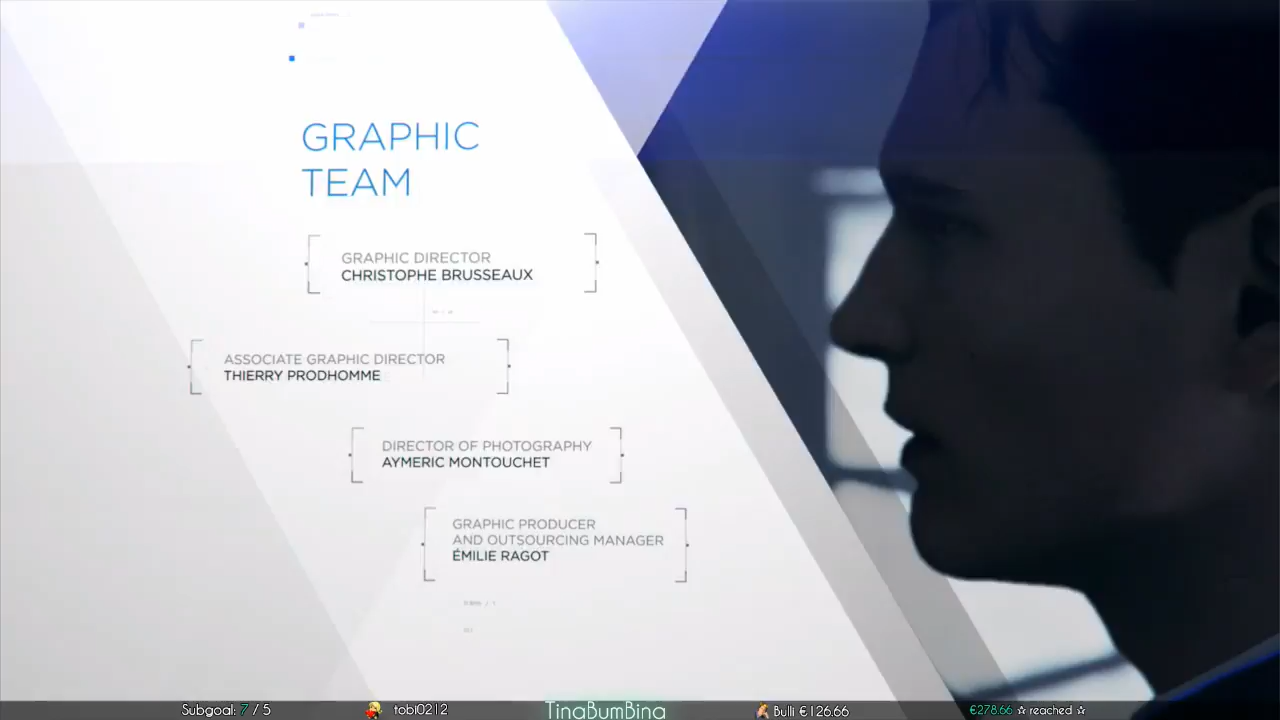 GRAPHIC
TEAM
GRAPHIC DIRECTOR
CHRISTOPHE BRUSSEAUX
ASSOCIATE GRAPHIC DIRECTOR
THIERRY PRODHOMME
DIRECTOR OF PHOTOGRAPHY
AYMERIC MONTOUCHET
GRAPHIC PRODUCER
AND OUTSOURCING MANAGER
ÉMILIE RAGOT
Subgoal: 7 / 5
tobi0212
TinaBumBina
Bulli €126.66
€278.66 ☆ reached ☆